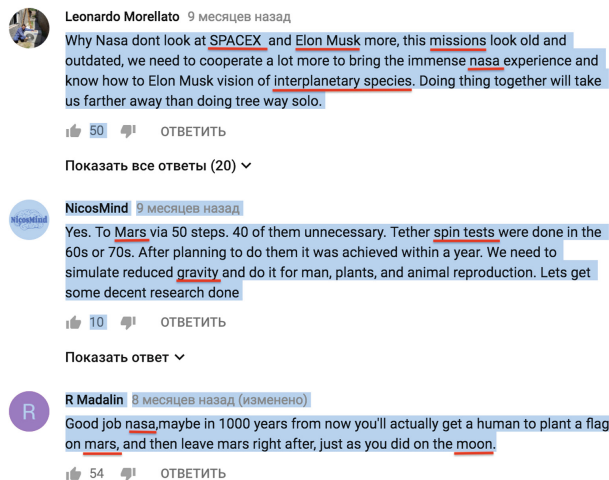 Leonardo Morellato 9 месяцев назад
Why Nasa dont look at SPACEX and Elon Musk more, this missions look old and
outdated, we need to cooperate a lot more to bring the immense nasa experience and
know how to Elon Musk vision of interplanetary species. Doing thing together will take
us farther away than doing tree way solo.
50 ОТВЕТИТЬ
Показать все ответы (20)
NicosMind
NicosMind 9 месяцев назад
Yes. To Mars via 50 steps. 40 of them unnecessary. Tether spin tests were done in the
60s or 70s. After planning to do them it was achieved within a year. We need to
simulate reduced gravity and do it for man, plants, and animal reproduction. Lets get
some decent research done
10 ОТВЕТИТЬ
Показать ответ
R
R Madalin 8 месяцев назад (изменено)
Good job nasa,maybe in 1000 years from now you'll actually get a human to plant a flag
on mars, and then leave mars right after, just as you did on the moon.
54 ОТВЕТИТЬ